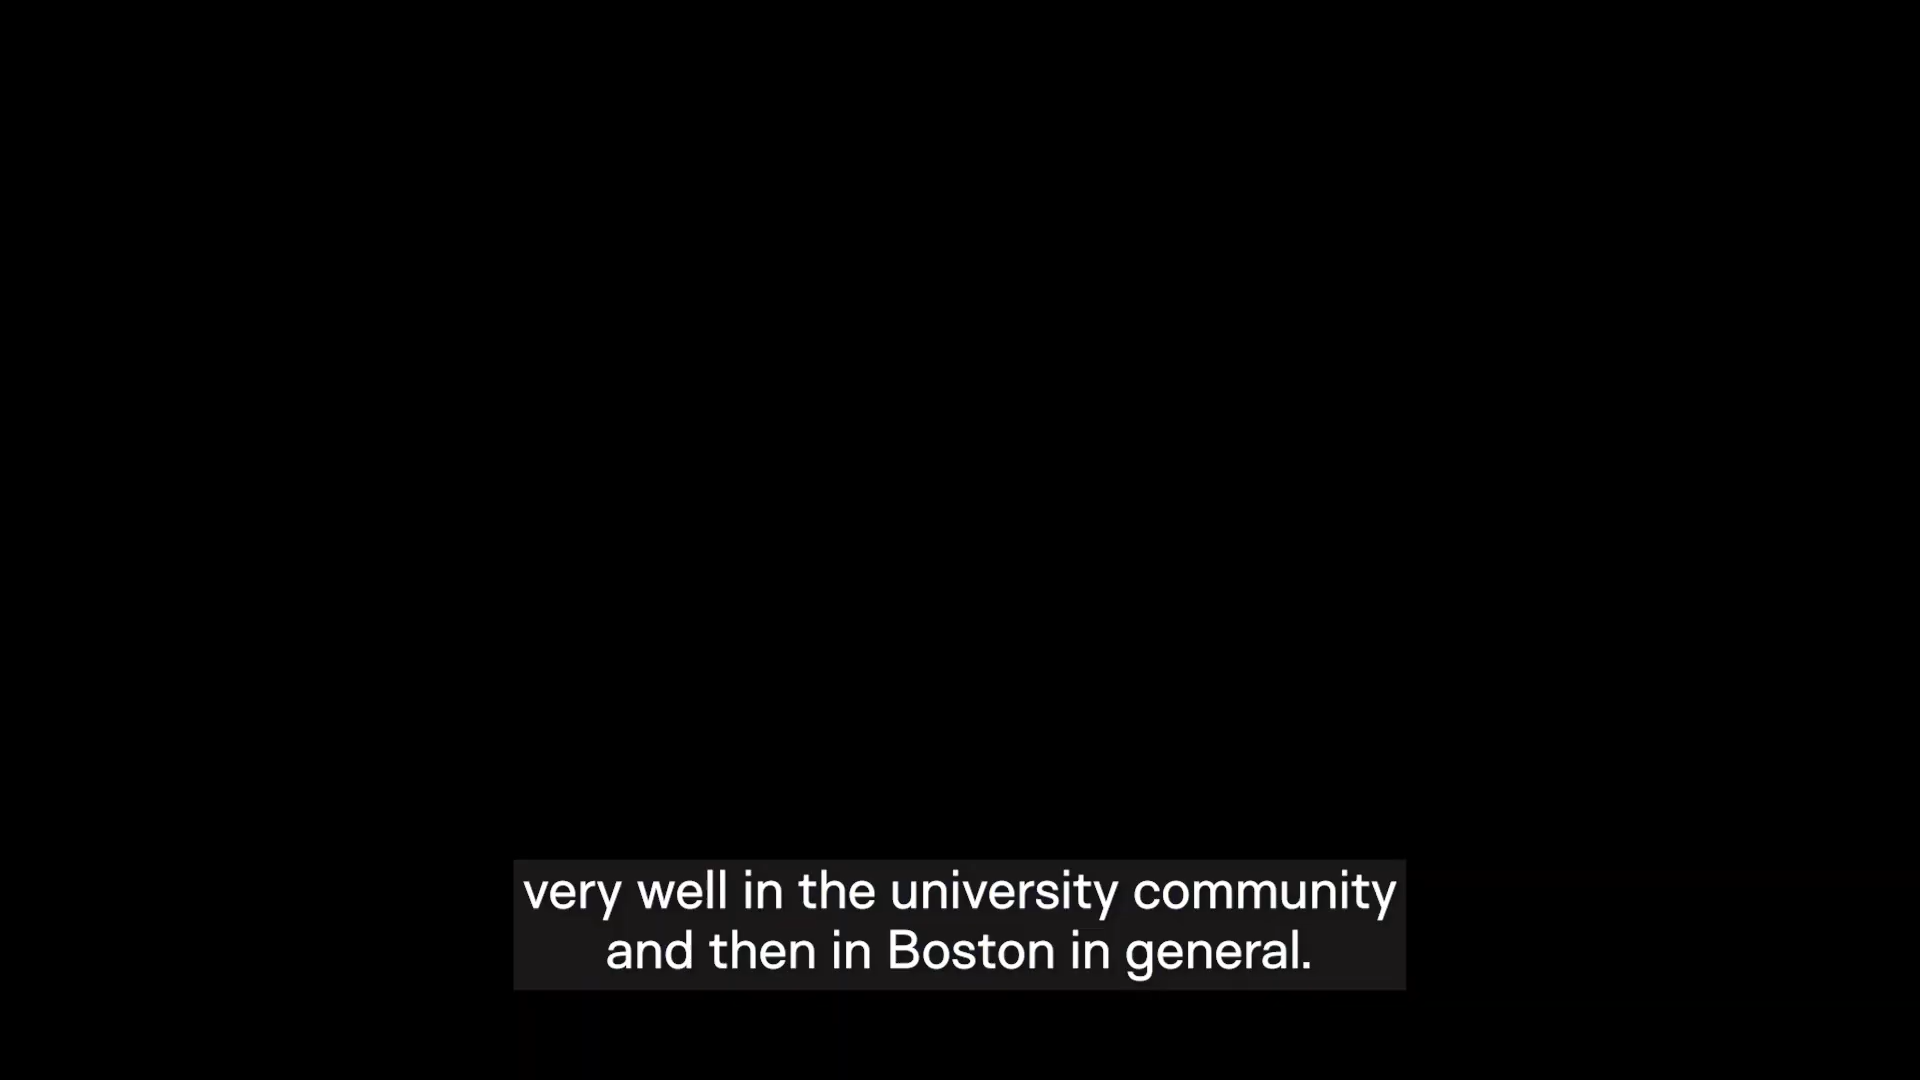 very well in the university community
and then in Boston in general.